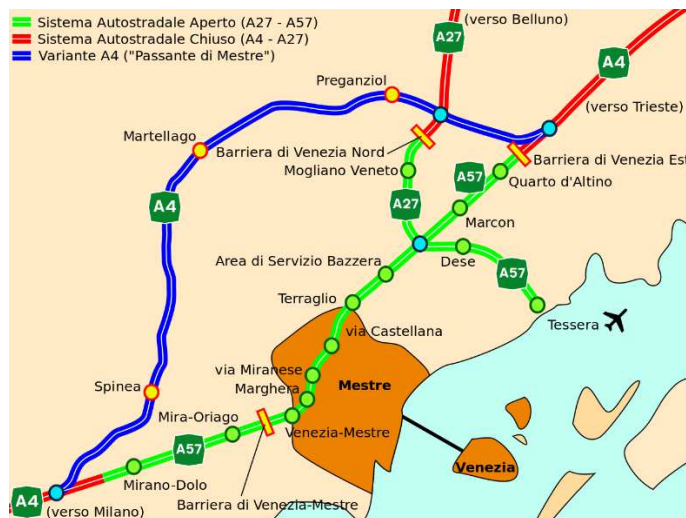 Sistema Autostradale Aperto (A27 - A57)
Sistema Autostradale Chiuso (A4 - A27)
Variante A4 ("Passante di Mestre")
(verso Belluno)
A27
A4
Preganziol
(verso Trieste)
Martellago
Barriera di Venezia Nord
Barriera di Venezia Est
Mogliano Veneto
A57
Quarto d'Altino
A4
A27
Marcon
Area di Servizio Bazzera
Dese
A57
Terraglio
Tessera
via Castellana
via Miranese
Spinea
Marghera
Mestre
Mira-Oriago
Venezia-Mestre
A57
Venezia
Mirano-Dolo
A4
Barriera di Venezia-Mestre
(verso Milano)